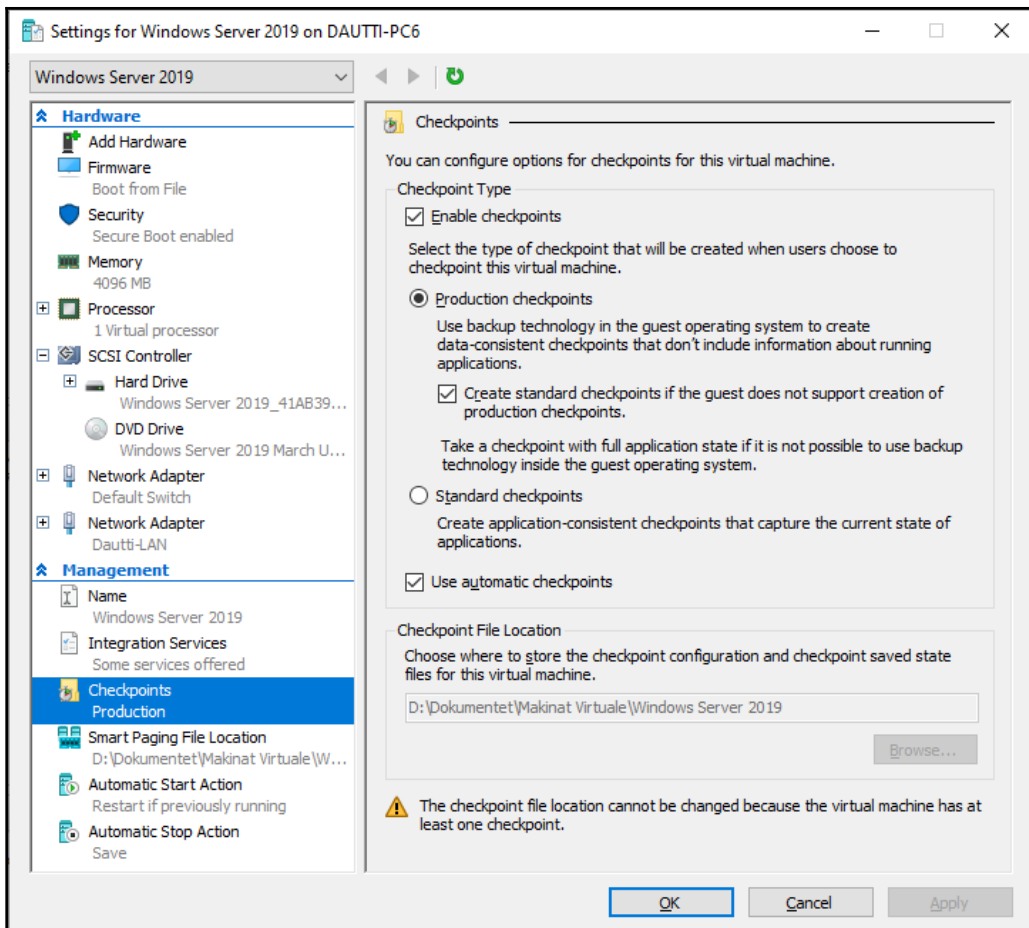 Settings for Windows Server 2019 on DAUTTI-PC6
Windows Server 2019
Hardware
Add Hardware
Firmware
Boot from File
Security
Secure Boot enabled
Memory
4096 MB
Processor
1 Virtual processor
SCSI Controller
Hard Drive
Windows Server 2019_41AB39...
DVD Drive
Windows Server 2019 March U...
Network Adapter
Default Switch
Network Adapter
Dautti-LAN
Management
Name
Windows Server 2019
Integration Services
Some services offered
Checkpoints
Production
Smart Paging File Location
D:\Dokumentet\Makinat Virtuale\W...
Automatic Start Action
Restart if previously running
Automatic Stop Action
Save
Checkpoints
You can configure options for checkpoints for this virtual machine.
Checkpoint Type
Enable checkpoints
Select the type of checkpoint that will be created when users choose to
checkpoint this virtual machine.
Production checkpoints
Use backup technology in the guest operating system to create
data-consistent checkpoints that don't include information about running
applications.
Create standard checkpoints if the guest does not support creation of
production checkpoints.
Take a checkpoint with full application state if it is not possible to use backup
technology inside the guest operating system.
Standard checkpoints
Create application-consistent checkpoints that capture the current state of
applications.
Use automatic checkpoints
Checkpoint File Location
Choose where to store the checkpoint configuration and checkpoint saved state
files for this virtual machine.
D:\Dokumentet\Makinat Virtuale\Windows Server 2019
Browse...
The checkpoint file location cannot be changed because the virtual machine has at
least one checkpoint.
OK
Cancel
Apply